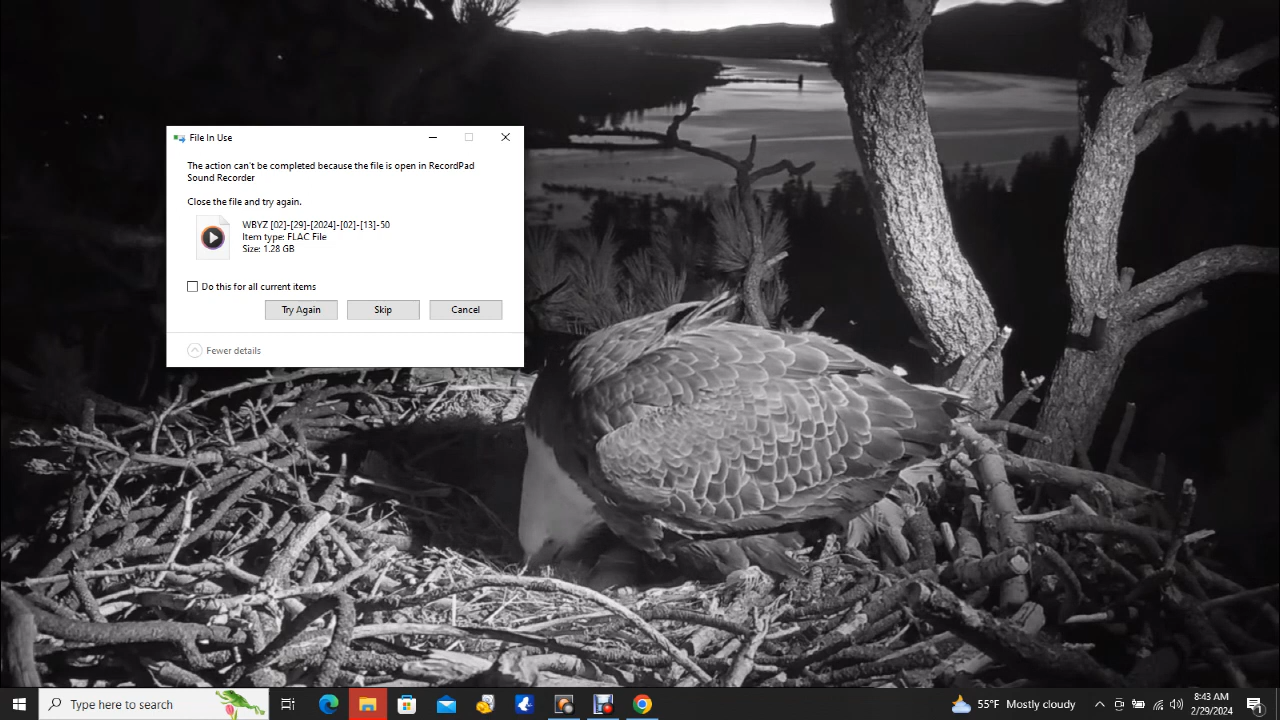 File In Use
The action can't be completed because the file is open in RecordPad
Sound Recorder
Close the file and try again.
WBYZ [02]-[29]-[2024]-[02]-[13]-50
Item type: FLAC File
Size: 1.28 GB
Do this for all current items
Try Again
Skip
Cancel
Fewer details
Type here to search
55°F Mostly cloudy
8:43 AM
2/29/2024
1